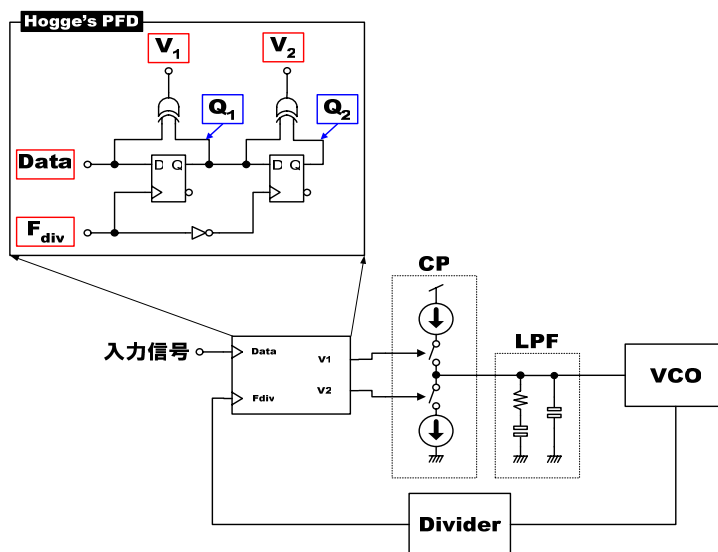 Hogge's PFD
V1
V2
Q1
Q2
Data
D Q
D Q
Fdiv
CP
LPF
入力信号
Data
V1
V2
Fdiv
VCO
Divider